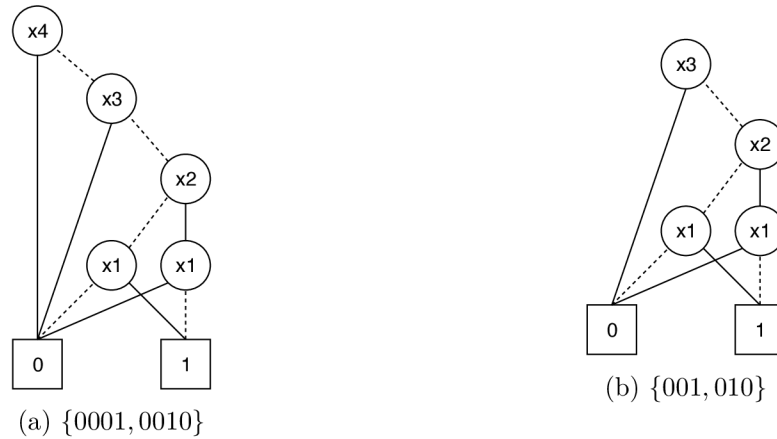 x4
x3
x3
x2
x2
x1 x1
x1 x1
0 1
0 1
(a) {0001, 0010}
(b) {001, 010}